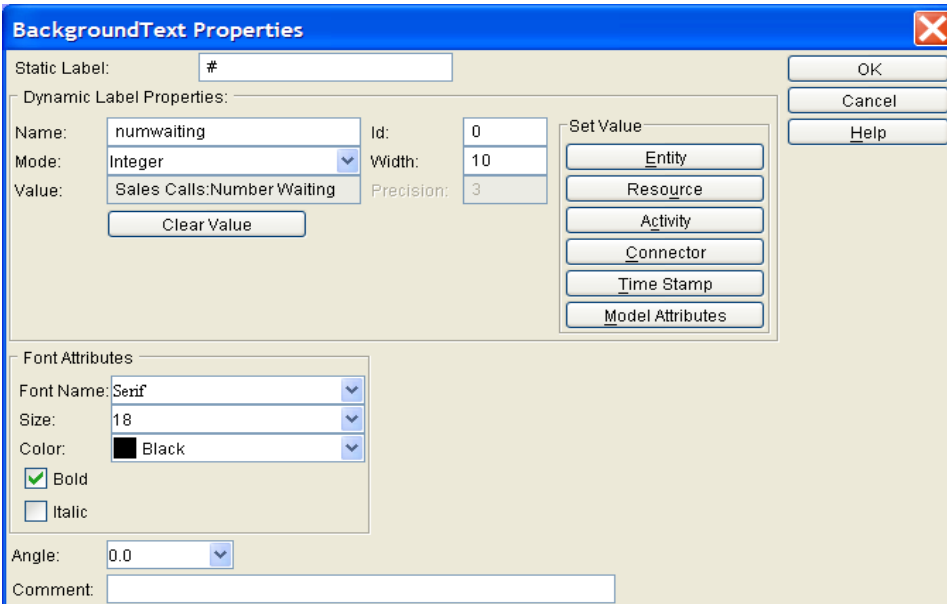 BackgroundText Properties
Static Label: #
OK
Dynamic Label Properties:
Cancel
Name: numwaiting Id: 0 Set Value
Help
Mode: Integer Width: 10 Entity
Value: Sales Calls:Number Waiting Precision: 3 Resource
Clear Value Activity
Connector
Time Stamp
Model Attributes
Font Attributes
Font Name: Serif
Size: 18
Color: Black
Bold
Italic
Angle: 0.0
Comment: